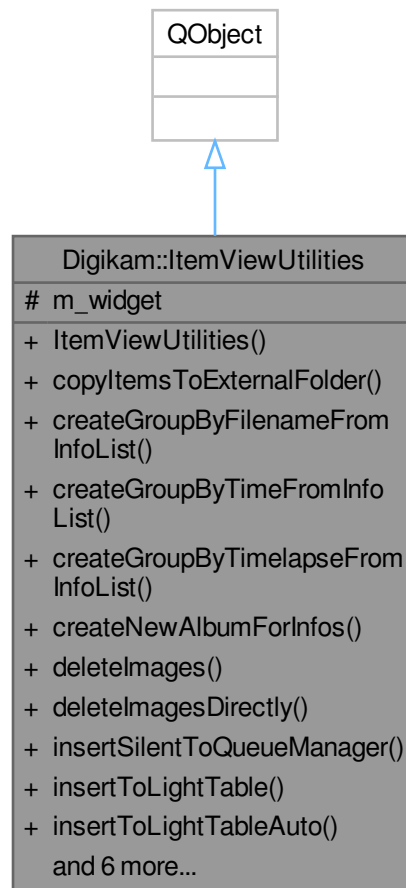 QObject
Digikam::ItemViewUtilities
# m_widget
+ ItemViewUtilities()
+ copyItemsToExternalFolder()
+ createGroupByFilenameFrom
InfoList()
+ createGroupByTimeFromInfo
List()
+ createGroupByTimelapseFrom
InfoList()
+ createNewAlbumForInfos()
+ deleteImages()
+ deleteImagesDirectly()
+ insertSilentToQueueManager()
+ insertToLightTable()
+ insertToLightTableAuto()
and 6 more...